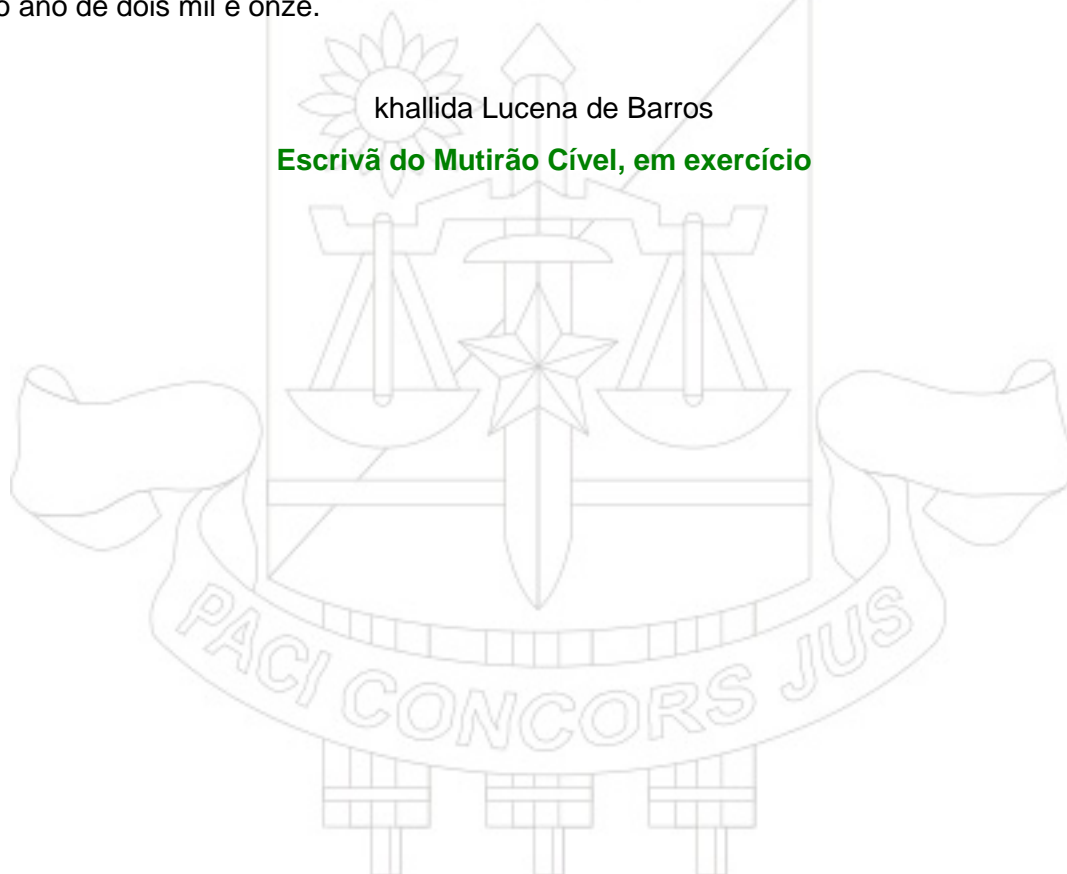 o ano de dois mil e onze.
khallida Lucena de Barros
Escrivã do Mutirão Cível, em exercício
PACI CONCORS JUS